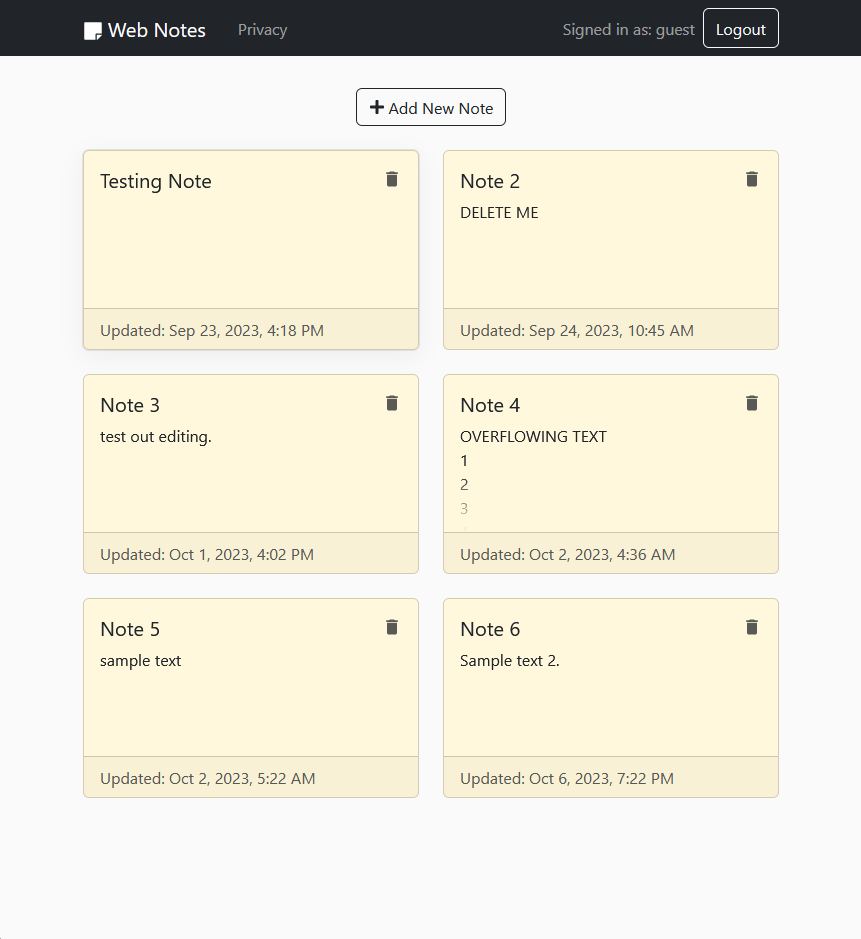 Web Notes Privacy Signed in as: guest Logout
Add New Note
Testing Note
Updated: Sep 23, 2023, 4:18 PM
Note 2
DELETE ME
Updated: Sep 24, 2023, 10:45 AM
Note 3
test out editing.
Updated: Oct 1, 2023, 4:02 PM
Note 4
OVERFLOWING TEXT
1
2
3
Updated: Oct 2, 2023, 4:36 AM
Note 5
sample text
Updated: Oct 2, 2023, 5:22 AM
Note 6
Sample text 2.
Updated: Oct 6, 2023, 7:22 PM